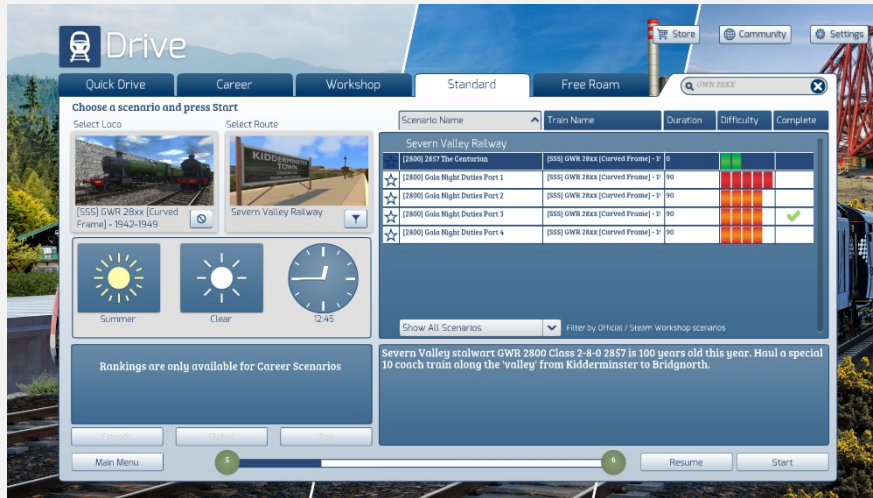 Drive
Store
Community
Settings
Quick Drive
Career
Workshop
Standard
Free Roam
GWR 28XX
Choose a scenario and press Start
Select Loco
Select Route
Scenario Name
Train Name
Duration
Difficulty
Complete
KIDDERMINSTER
TOWN
[SSS] GWR 28xx [Curved
Frame] - 1942-1949
Severn Valley Railway
Severn Valley Railway
[2800] 2857 The Centurian
[SSS] GWR 28xx [Curved Frame] - 1
0
[2800] Gala Night Duties Part 1
[SSS] GWR 28xx [Curved Frame] - 1
90
[2800] Gala Night Duties Part 2
[SSS] GWR 28xx [Curved Frame] - 1
90
[2800] Gala Night Duties Part 3
[SSS] GWR 28xx [Curved Frame] - 1
90
[2800] Gala Night Duties Part 4
[SSS] GWR 28xx [Curved Frame] - 1
90
Summer
Clear
12:45
Show All Scenarios
Filter by Official / Steam Workshop scenarios
Rankings are only available for Career Scenarios
Severn Valley stalwart GWR 2800 Class 2-8-0 2857 is 100 years old this year. Haul a special
10 coach train along the 'valley' from Kidderminster to Bridgnorth.
Friends
Global
Top
Main Menu
5
6
Resume
Start